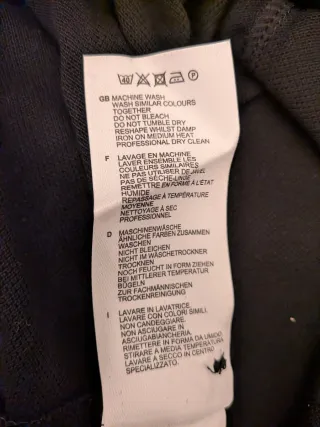 40 P
GB MACHINE WASH
WASH SIMILAR COLOURS
TOGETHER
DO NOT BLEACH
DO NOT TUMBLE DRY
RESHAPE WHILST DAMP
IRON ON MEDIUM HEAT
PROFESSIONAL DRY CLEAN
F LAVAGE EN MACHINE
LAVER ENSEMBLE LES
COULEURS SIMILAIRES
NE PAS UTILISER DE JAVEL
PAS DE SÈCHE-LINGE
REMETTRE EN FORME À L'ÉTAT
HUMIDE
REPASSAGE À TEMPÉRATURE
MOYENNE
NETTOYAGE À SEC
PROFESSIONNEL
D MASCHINENWÄSCHE
ÄHNLICHE FARBEN ZUSAMMEN
WASCHEN
NICHT BLEICHEN
NICHT IM WÄSCHETROCKNER
TROCKNEN
NOCH FEUCHT IN FORM ZIEHEN
BEI MITTLERER TEMPERATUR
BÜGELN
ZUR FACHMÄNNISCHEN
TROCKENREINIGUNG
I LAVARE IN LAVATRICE.
LAVARE CON COLORI SIMILI.
NON CANDEGGIARE.
NON ASCIUGARE IN
ASCIUGABIANCHERIA.
RIMETTERE IN FORMA DA UMIDO
STIRARE A MEDIA TEMPERATURA
LAVARE A SECCO IN CENTRO
SPECIALIZZATO.